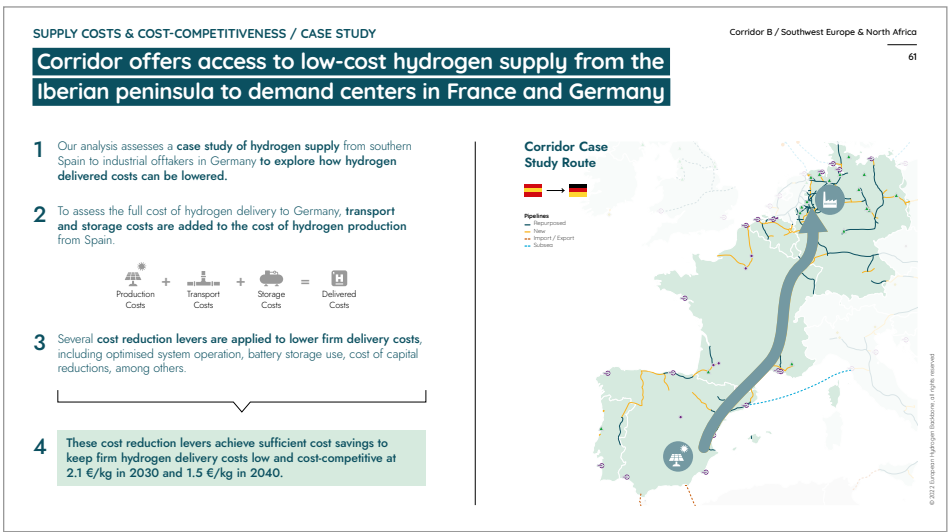 SUPPLY COSTS & COST-COMPETITIVENESS / CASE STUDY
Corridor B / Southwest Europe & North Africa
61
Corridor offers access to low-cost hydrogen supply from the
Iberian peninsula to demand centers in France and Germany
1
Our analysis assesses a case study of hydrogen supply from southern
Spain to industrial offtakers in Germany to explore how hydrogen
delivered costs can be lowered.
2
To assess the full cost of hydrogen delivery to Germany, transport
and storage costs are added to the cost of hydrogen production
from Spain.
Production
Costs
+
Transport
Costs
+
Storage
Costs
=
H
Delivered
Costs
3
Several cost reduction levers are applied to lower firm delivery costs,
including optimised system operation, battery storage use, cost of capital
reductions, among others.
4
These cost reduction levers achieve sufficient cost savings to
keep firm hydrogen delivery costs low and cost-competitive at
2.1 €/kg in 2030 and 1.5 €/kg in 2040.
Corridor Case
Study Route
Pipelines
Repurposed
New
Import / Export
Subsea
© 2022 European Hydrogen Backbone, all rights reserved